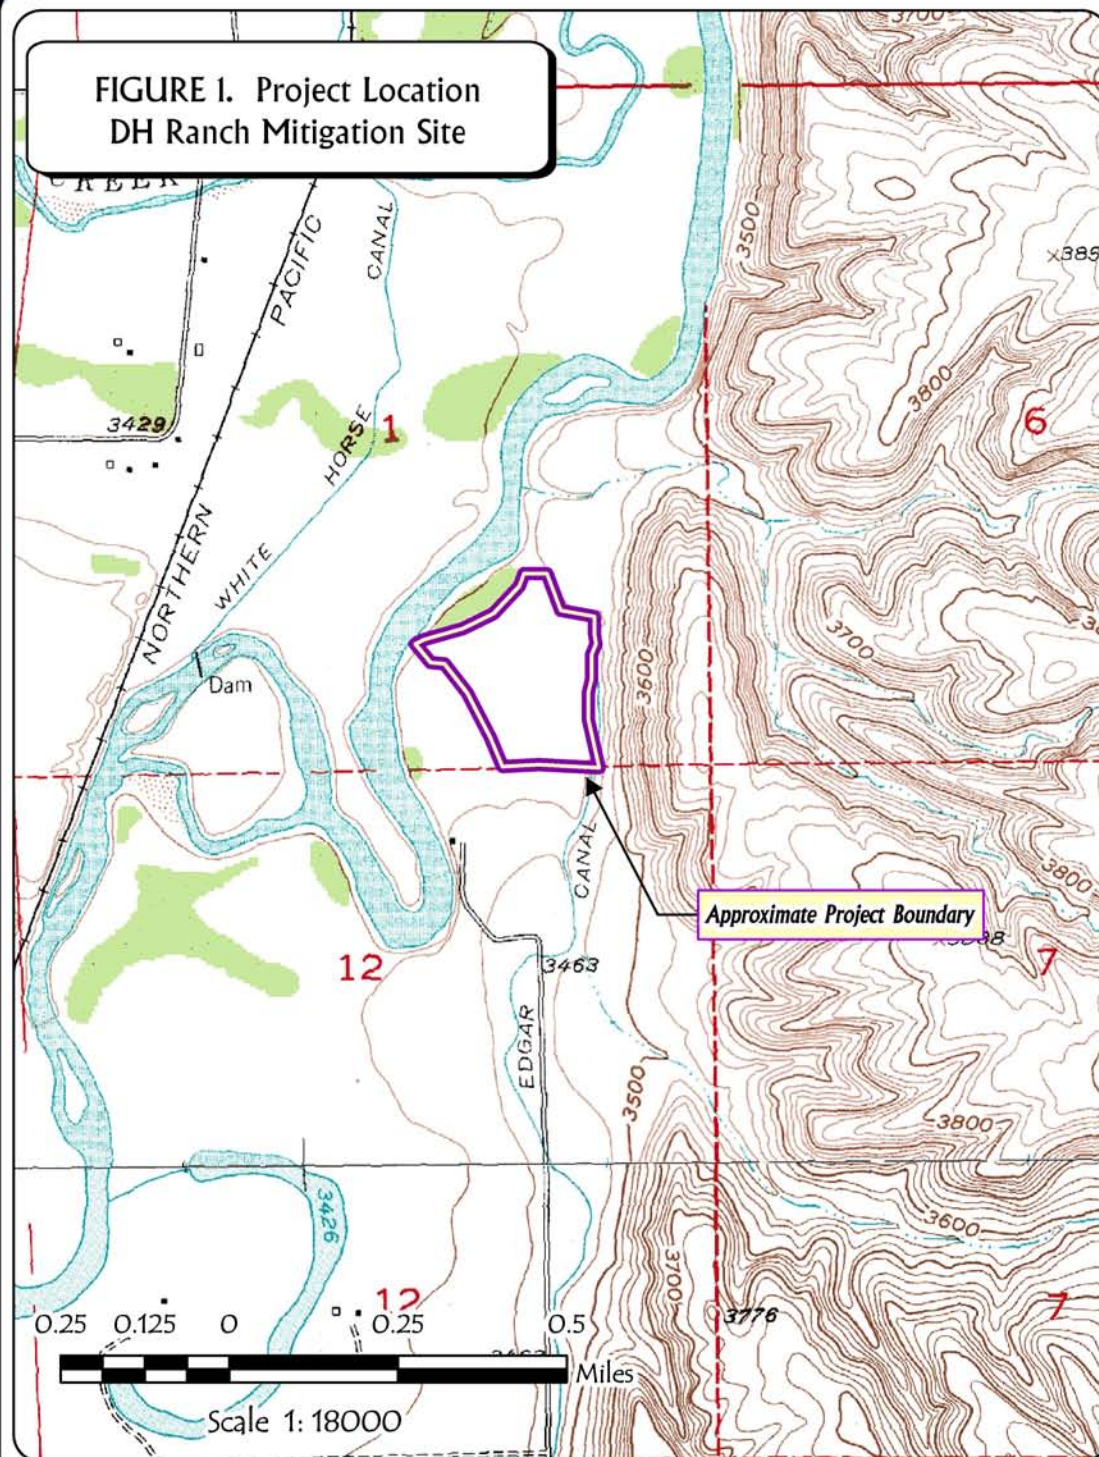 FIGURE 1. Project Location
DH Ranch Mitigation Site
3700
CREEK
PACIFIC
CANAL
3500
3800
6
3429
1
HORSE
NORTHERN
WHITE
3700
3600
Dam
CANAL
3800
Approximate Project Boundary
7
12
3463
EDGAR
3500
3800
3426
3600
3700
12
3776
7
0.25 0.125 0 0.25 0.5
Miles
Scale 1: 18000